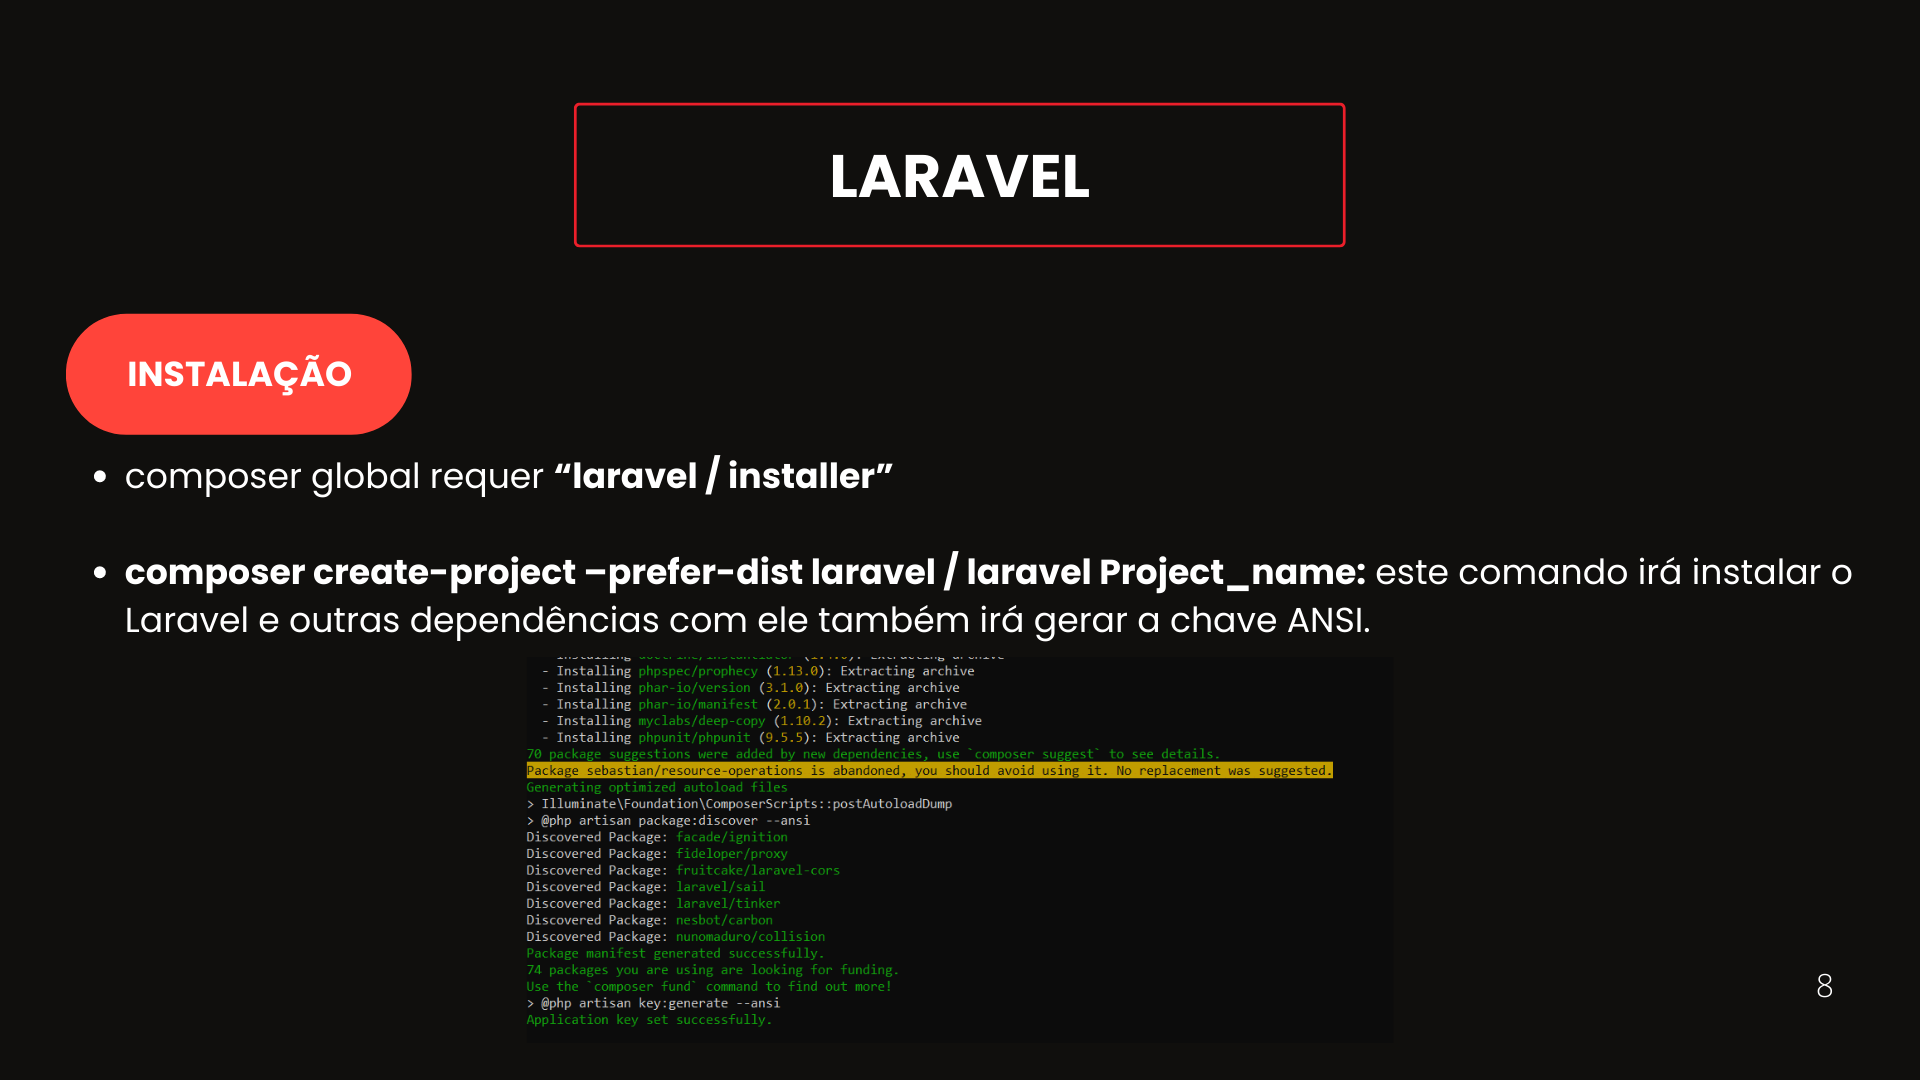 LARAVEL
INSTALAÇÃO
• composer global requer “laravel / installer”
• composer create-project –prefer-dist laravel / laravel Project_name: este comando irá instalar o
Laravel e outras dependências com ele também irá gerar a chave ANSI.
- Installing doctrine/instantiator (1.4.0): Extracting archive
- Installing phpspec/prophecy (1.13.0): Extracting archive
- Installing phar-io/version (3.1.0): Extracting archive
- Installing phar-io/manifest (2.0.1): Extracting archive
- Installing myclabs/deep-copy (1.10.2): Extracting archive
- Installing phpunit/phpunit (9.5.5): Extracting archive
70 package suggestions were added by new dependencies, use `composer suggest` to see details.
Package sebastian/resource-operations is abandoned, you should avoid using it. No replacement was suggested.
Generating optimized autoload files
> Illuminate\Foundation\ComposerScripts::postAutoloadDump
> @php artisan package:discover --ansi
Discovered Package: facade/ignition
Discovered Package: fideloper/proxy
Discovered Package: fruitcake/laravel-cors
Discovered Package: laravel/sail
Discovered Package: laravel/tinker
Discovered Package: nesbot/carbon
Discovered Package: nunomaduro/collision
Package manifest generated successfully.
74 packages you are using are looking for funding.
Use the `composer fund` command to find out more!
> @php artisan key:generate --ansi
Application key set successfully.
8